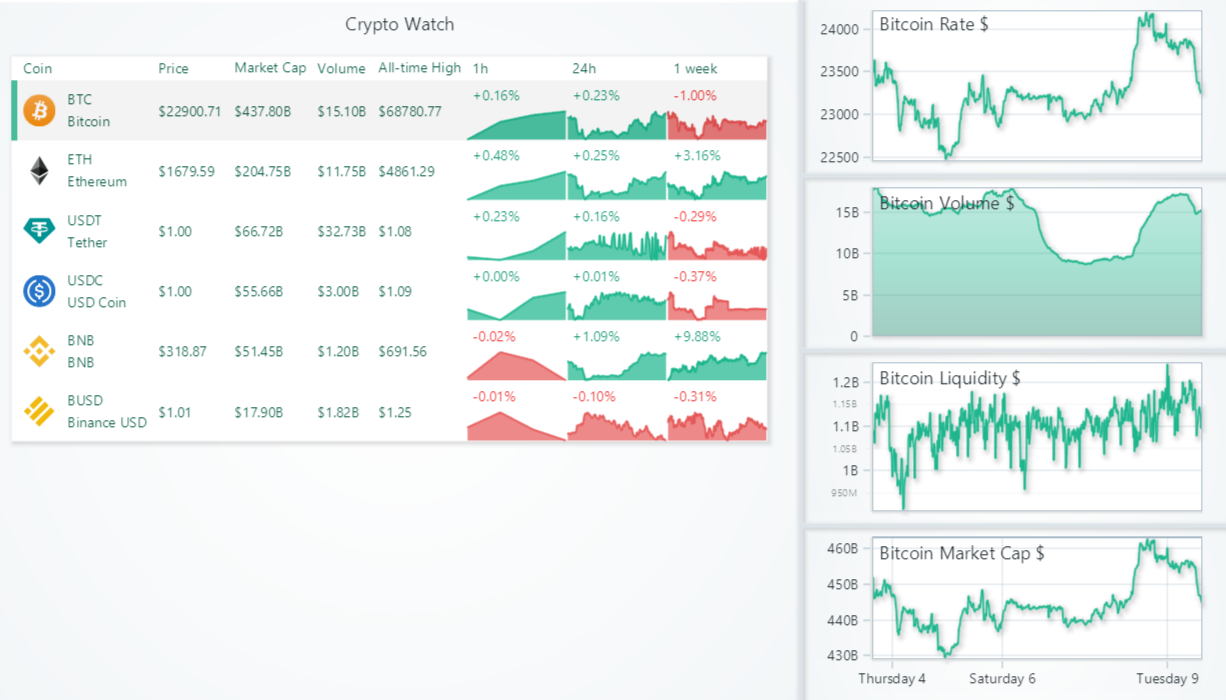 Crypto Watch
Coin Price Market Cap Volume All-time High 1h 24h 1 week
BTC
Bitcoin
$22900.71 $437.80B $15.10B $68780.77 +0.16% +0.23% -1.00%
ETH
Ethereum
$1679.59 $204.75B $11.75B $4861.29 +0.48% +0.25% +3.16%
USDT
Tether
$1.00 $66.72B $32.73B $1.08 +0.23% +0.16% -0.29%
USDC
USD Coin
$1.00 $55.66B $3.00B $1.09 +0.00% +0.01% -0.37%
BNB
BNB
$318.87 $51.45B $1.20B $691.56 -0.02% +1.09% +9.88%
BUSD
Binance USD
$1.01 $17.90B $1.82B $1.25 -0.01% -0.10% -0.31%
Bitcoin Rate $
24000
23500
23000
22500
Bitcoin Volume $
15B
10B
5B
0
Bitcoin Liquidity $
1.2B
1.15B
1.1B
1.05B
1B
950M
Bitcoin Market Cap $
460B
450B
440B
430B
Thursday 4 Saturday 6 Tuesday 9